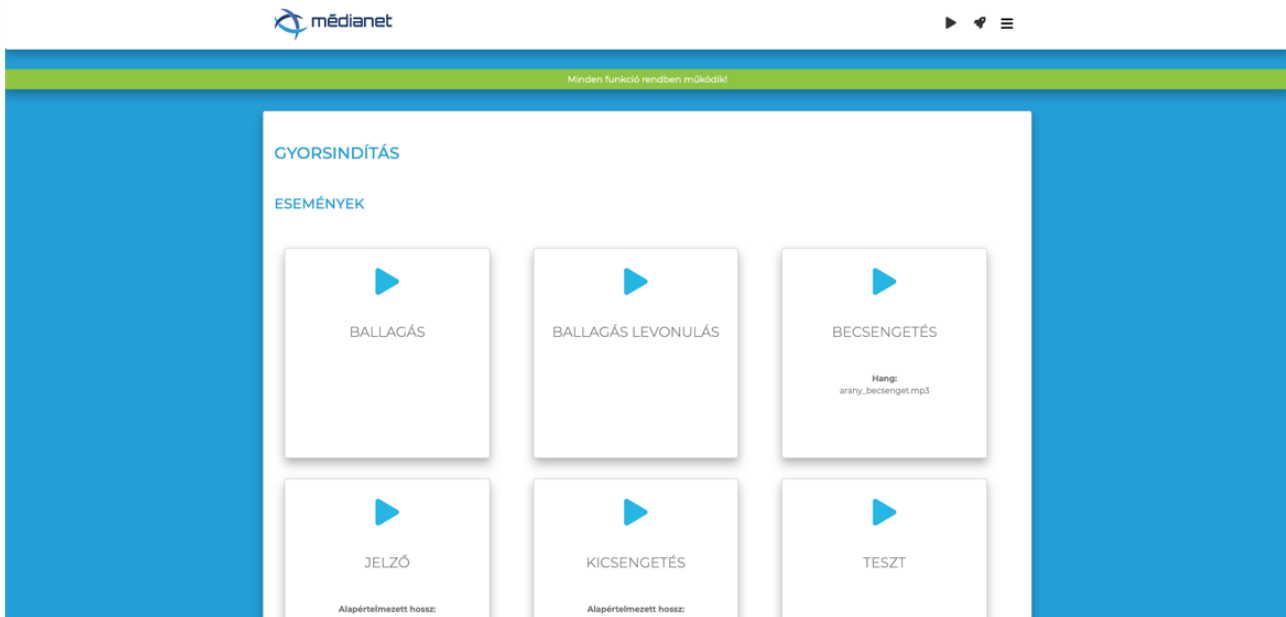 médianet
Minden funkció rendben működik!
GYORSINDÍTÁS
ESEMÉNYEK
BALLAGÁS
BALLAGÁS LEVONULÁS
BECSENGETÉS
Hang:
arany_becsenget.mp3
JELZŐ
KICSENGETÉS
TESZT
Alapértelmezett hossz:
Alapértelmezett hossz: